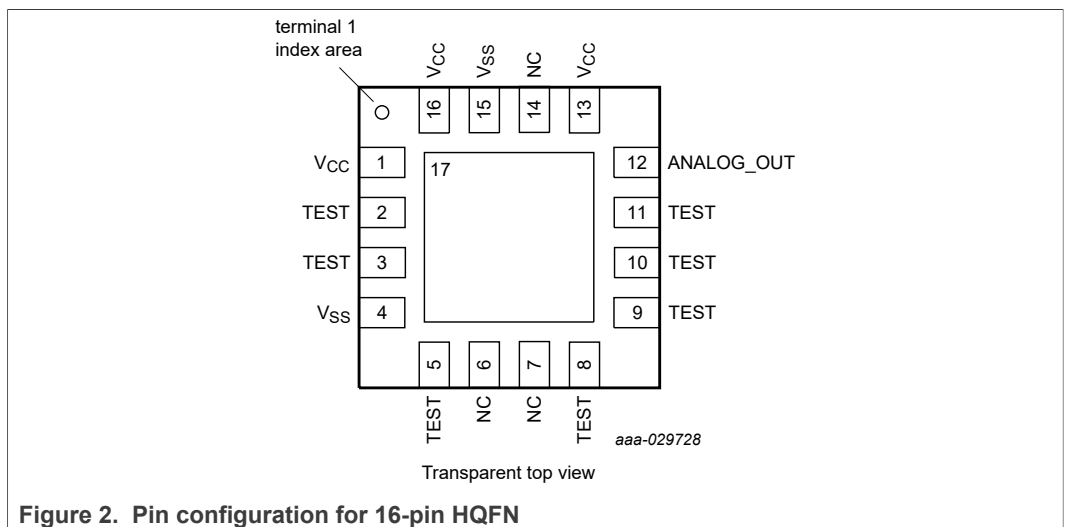 terminal 1
index area
VCC
VSS
NC
VCC
16
15
14
13
VCC
1
17
12
ANALOG_OUT
TEST
2
11
TEST
TEST
3
10
TEST
VSS
4
9
TEST
5
6
7
8
TEST
NC
NC
TEST
aaa-029728
Transparent top view
Figure 2. Pin configuration for 16-pin HQFN